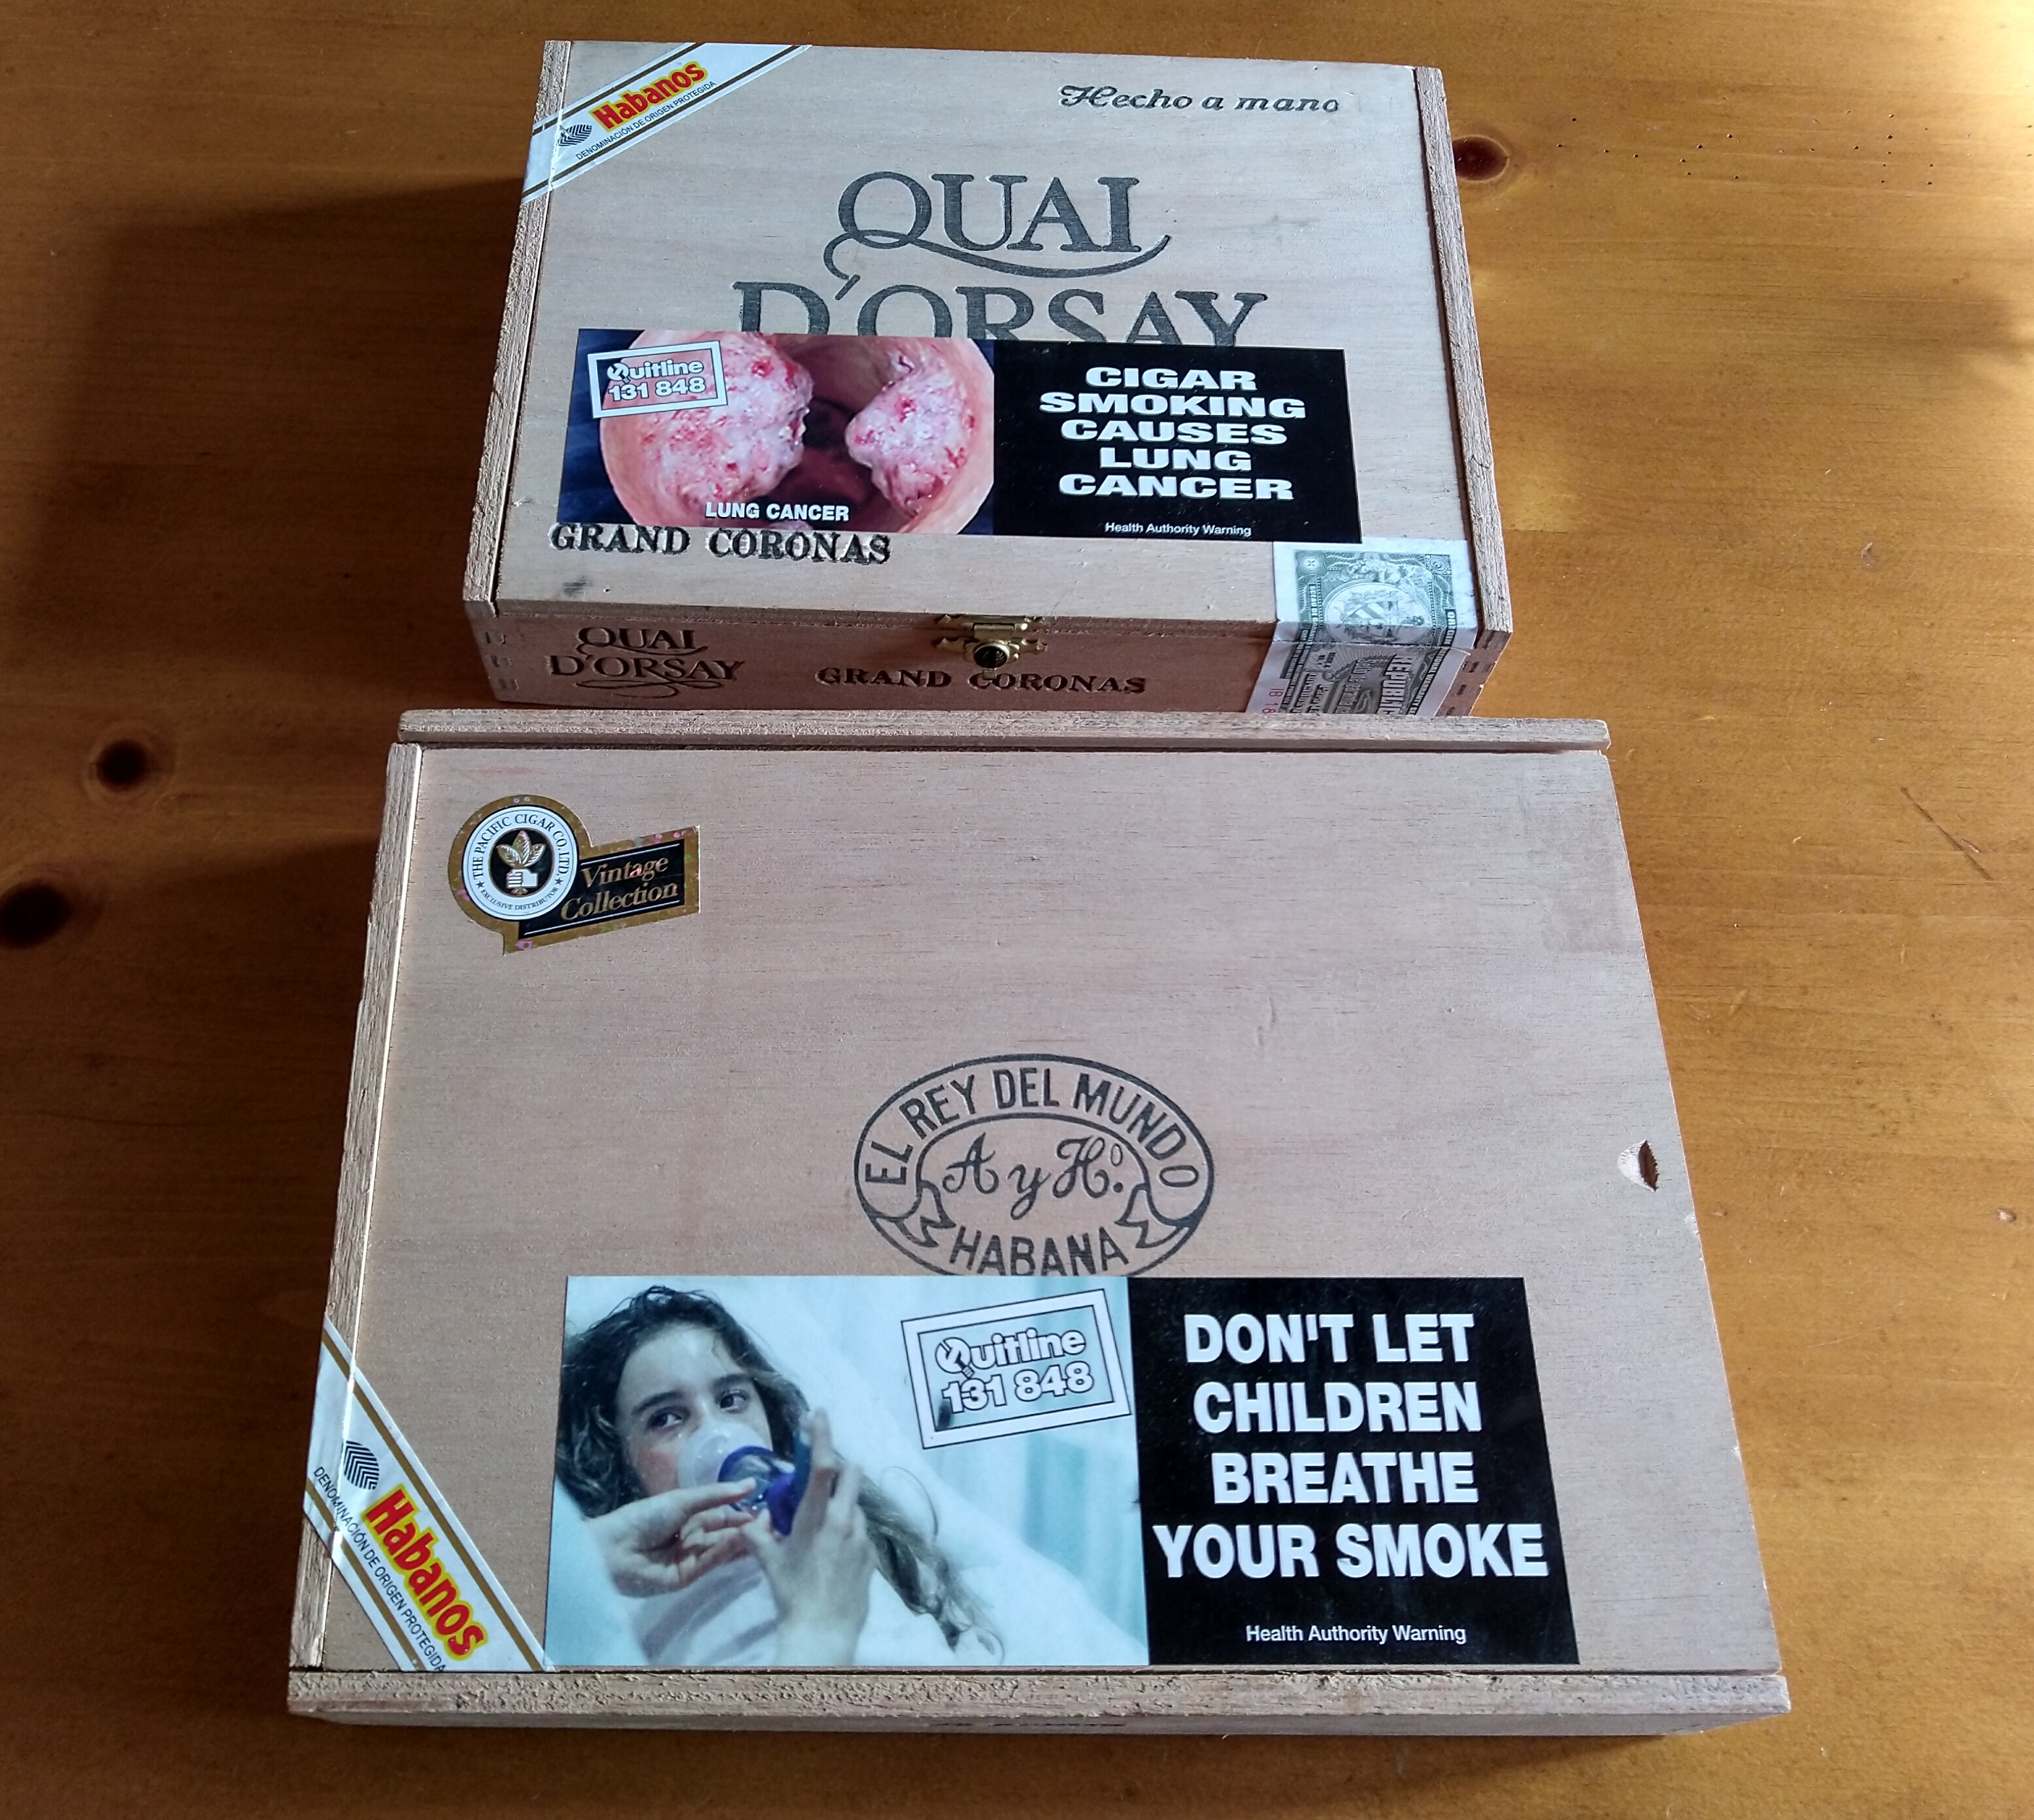 Habanos
DENOMINACIÓN DE ORIGEN PROTEGIDA
Hecho a mano
QUAI
D'ORSAY
Quitline
131 848
LUNG CANCER
CIGAR
SMOKING
CAUSES
LUNG
CANCER
Health Authority Warning
GRAND CORONAS
QUAI
D'ORSAY
GRAND CORONAS
THE PACIFIC CIGAR CO. LTD.
EXCLUSIVE DISTRIBUTOR
Vintage
Collection
EL REY DEL MUNDO
A y Hº.
HABANA
Quitline
131 848
DON'T LET
CHILDREN
BREATHE
YOUR SMOKE
Health Authority Warning
Habanos
DENOMINACIÓN DE ORIGEN PROTEGIDA